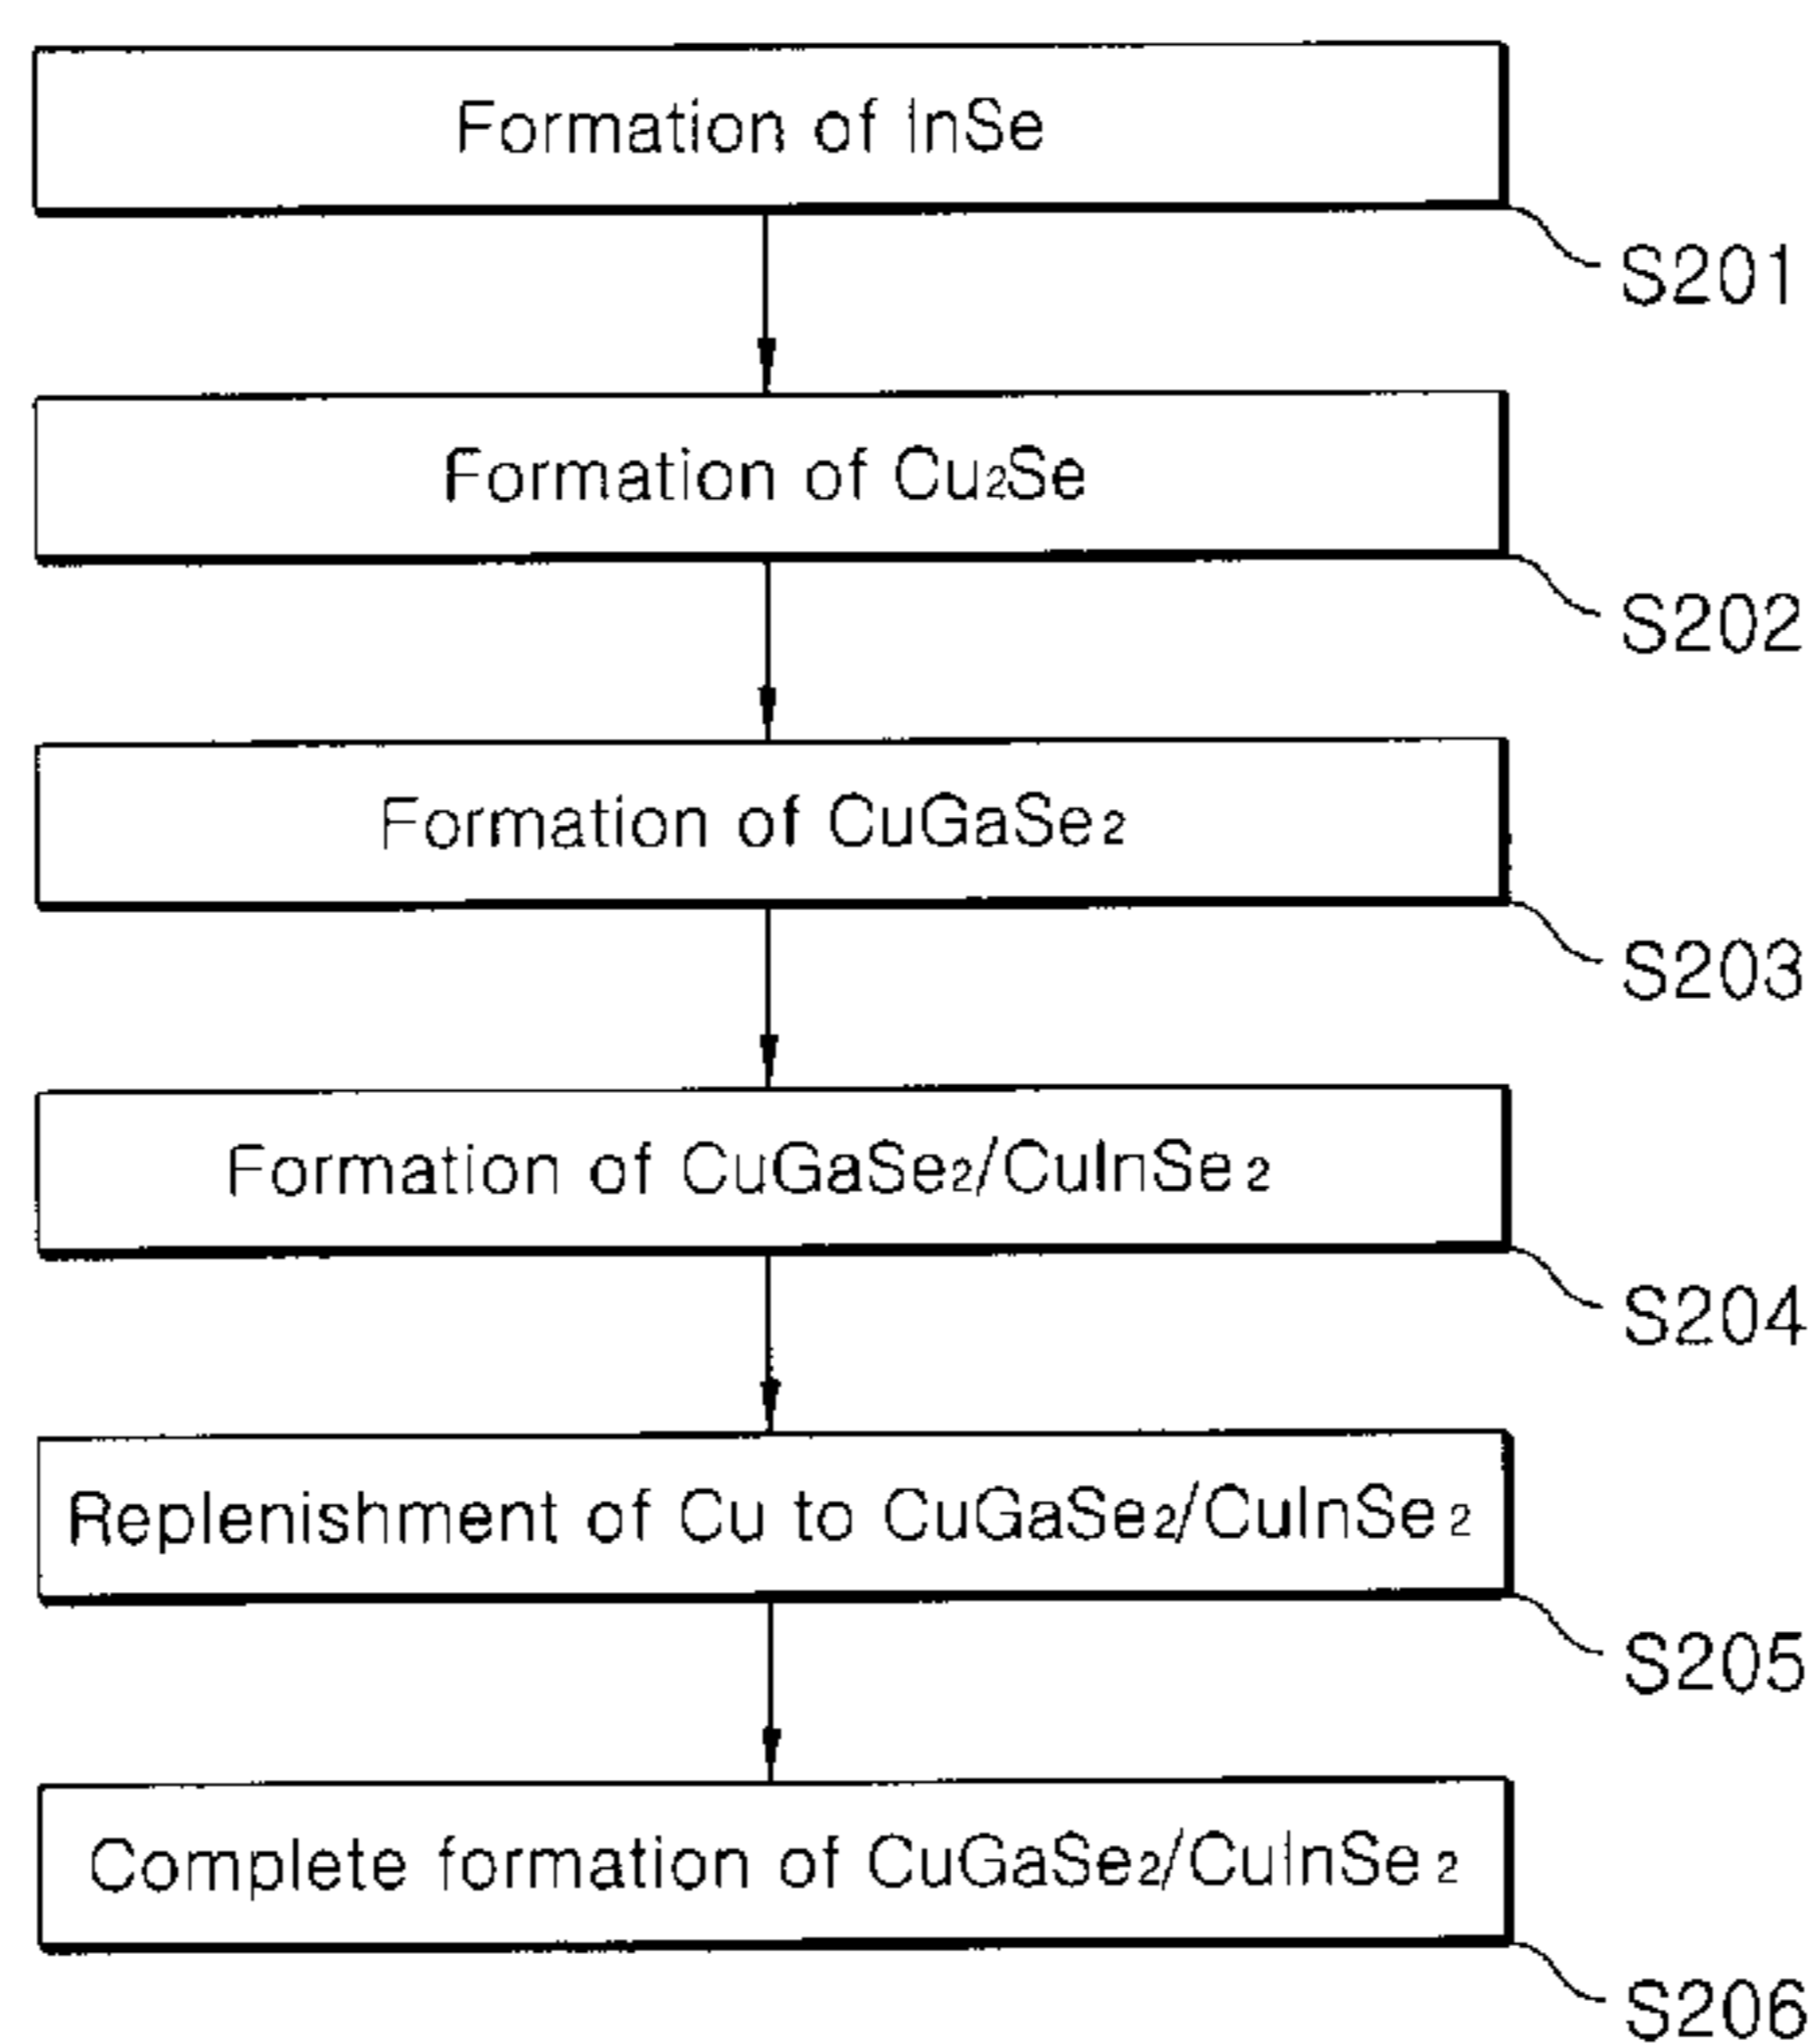 Formation of InSe
S201
Formation of Cu₂Se
S202
Formation of CuGaSe₂
S203
Formation of CuGaSe₂/CuInSe₂
S204
Replenishment of Cu to CuGaSe₂/CuInSe₂
S205
Complete formation of CuGaSe₂/CuInSe₂
S206